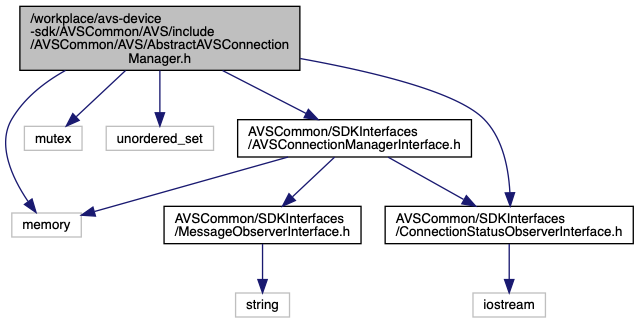 /workplace/avs-device
-sdk/AVSCommon/AVS/include
/AVSCommon/AVS/AbstractAVSConnection
Manager.h
mutex
unordered_set
AVSCommon/SDKInterfaces
/AVSConnectionManagerInterface.h
memory
AVSCommon/SDKInterfaces
/MessageObserverInterface.h
AVSCommon/SDKInterfaces
/ConnectionStatusObserverInterface.h
string
iostream